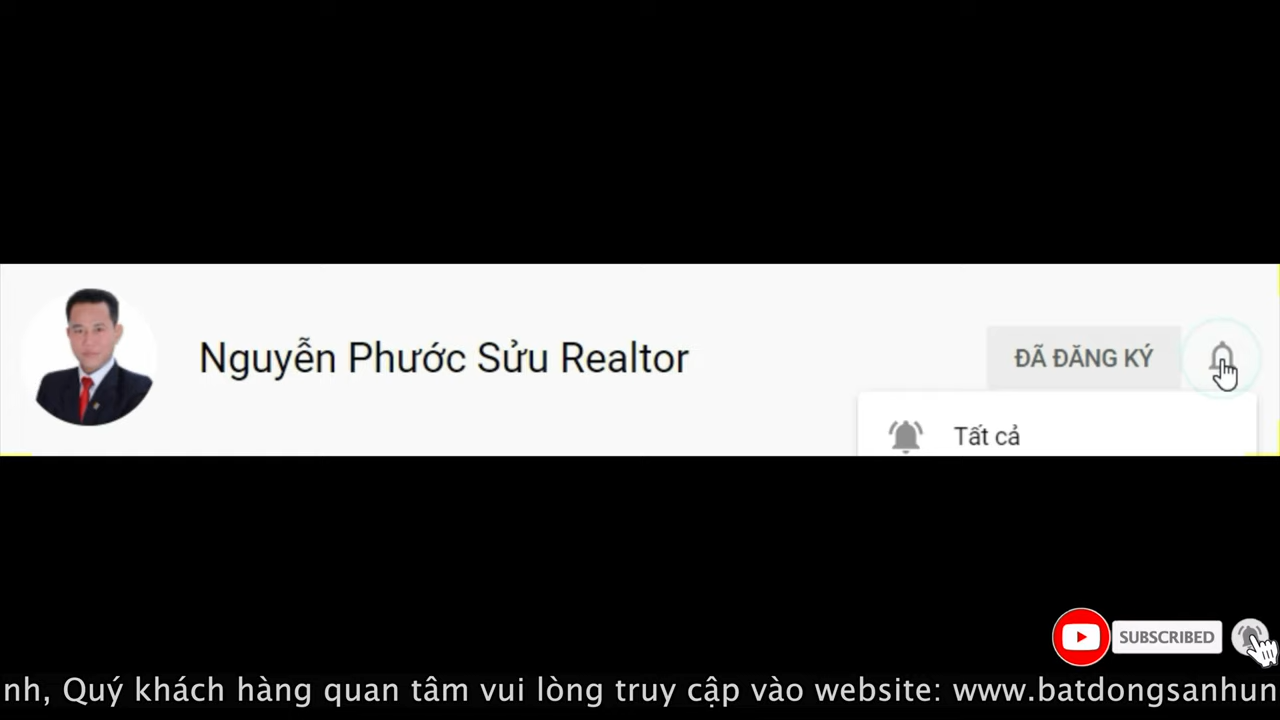 Nguyễn Phước Sửu Realtor
ĐÃ ĐĂNG KÝ
Tất cả
SUBSCRIBED
nh, Quý khách hàng quan tâm vui lòng truy cập vào website: www.batdongsanhun